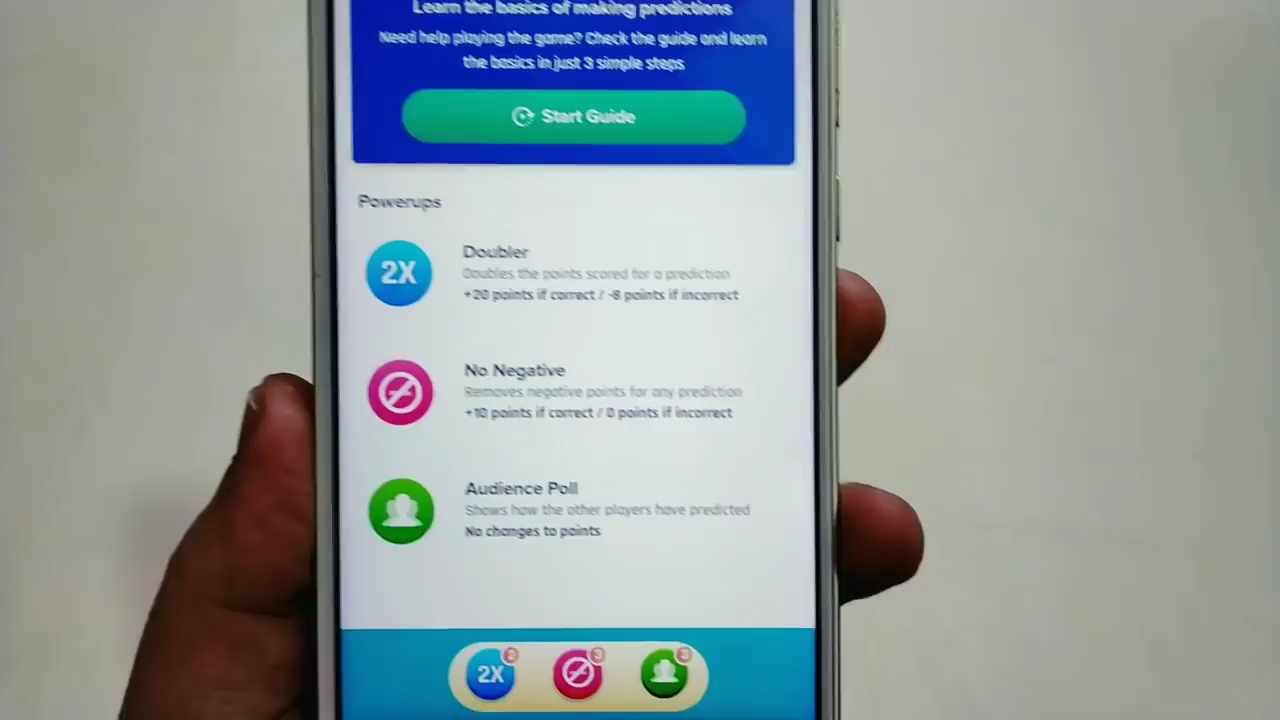 Learn the basics of making predictions
Need help playing the game? Check the guide and learn
the basics in just 3 simple steps
Start Guide
Powerups
2X
Doubler
Doubles the points scored for a prediction
+20 points if correct / -8 points if incorrect
No Negative
Removes negative points for any prediction
+10 points if correct / 0 points if incorrect
Audience Poll
Shows how the other players have predicted
No changes to points
2X 2 3 3